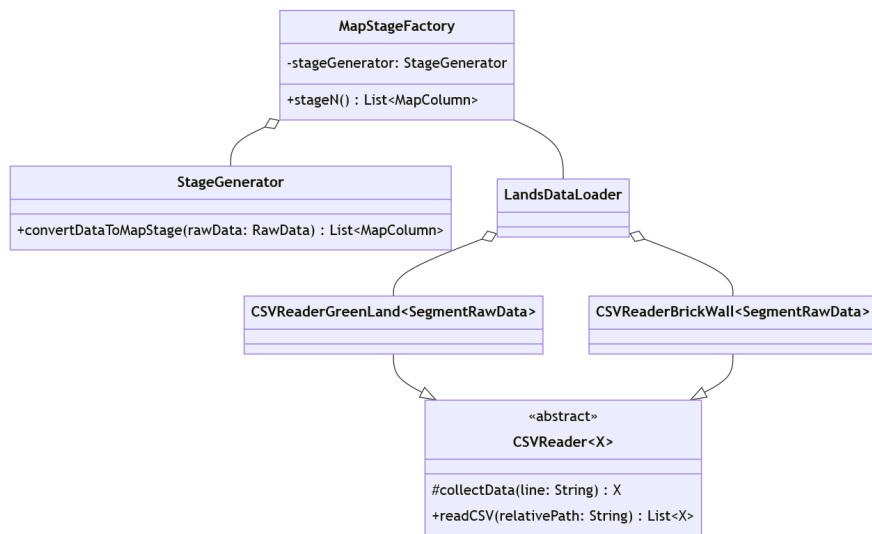 MapStageFactory
-stageGenerator: StageGenerator
+stageN() : List<MapColumn>
StageGenerator
+convertDataToMapStage(rawData: RawData) : List<MapColumn>
LandsDataLoader
CSVReaderGreenLand<SegmentRawData>
CSVReaderBrickWall<SegmentRawData>
«abstract»
CSVReader<X>
#collectData(line: String) : X
+readCSV(relativePath: String) : List<X>